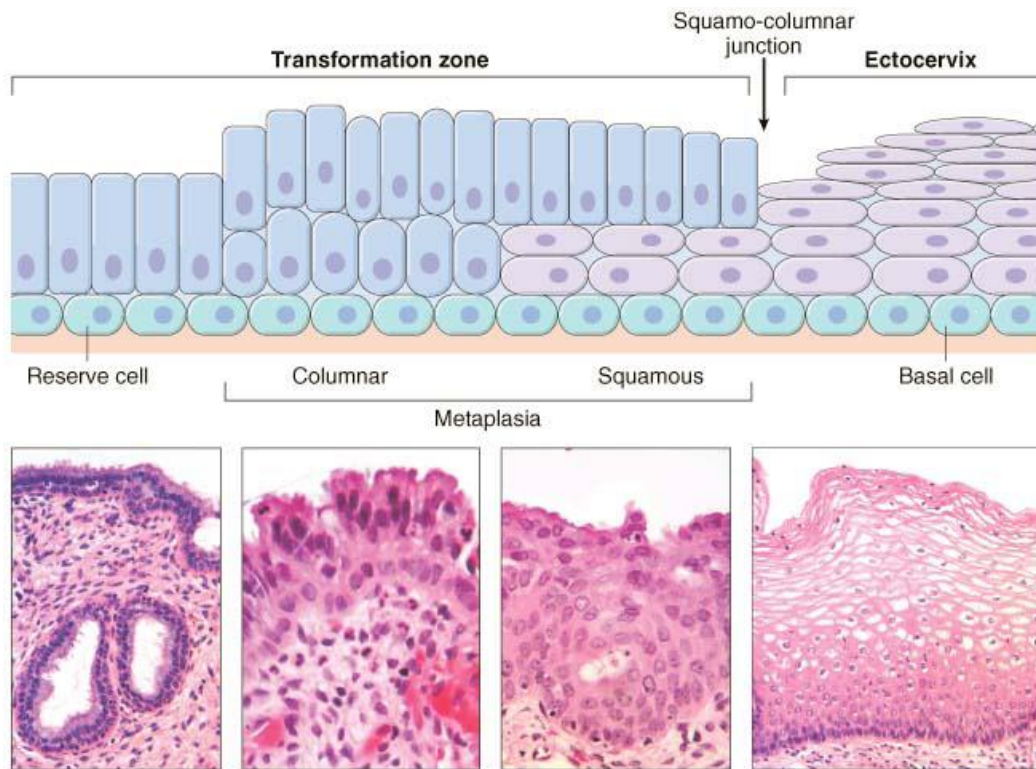 Squamo-columnar
junction
Transformation zone
Ectocervix
Reserve cell
Columnar
Squamous
Basal cell
Metaplasia